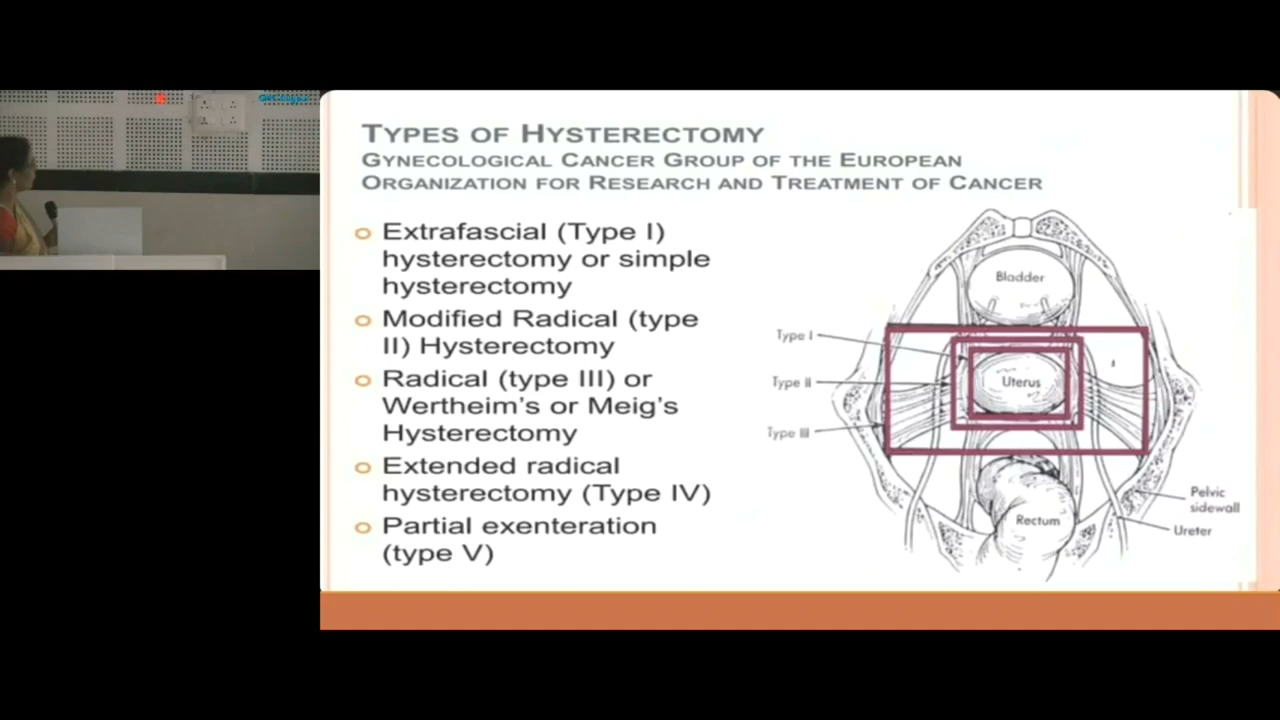 TYPES OF HYSTERECTOMY
GYNECOLOGICAL CANCER GROUP OF THE EUROPEAN
ORGANIZATION FOR RESEARCH AND TREATMENT OF CANCER
Extrafascial (Type I)
hysterectomy or simple
hysterectomy
Modified Radical (type
II) Hysterectomy
Radical (type III) or
Wertheim's or Meig's
Hysterectomy
Extended radical
hysterectomy (Type IV)
Partial exenteration
(type V)
Bladder
Type I
Type II
Uterus
Type III
Pelvic
sidewall
Rectum
Ureter